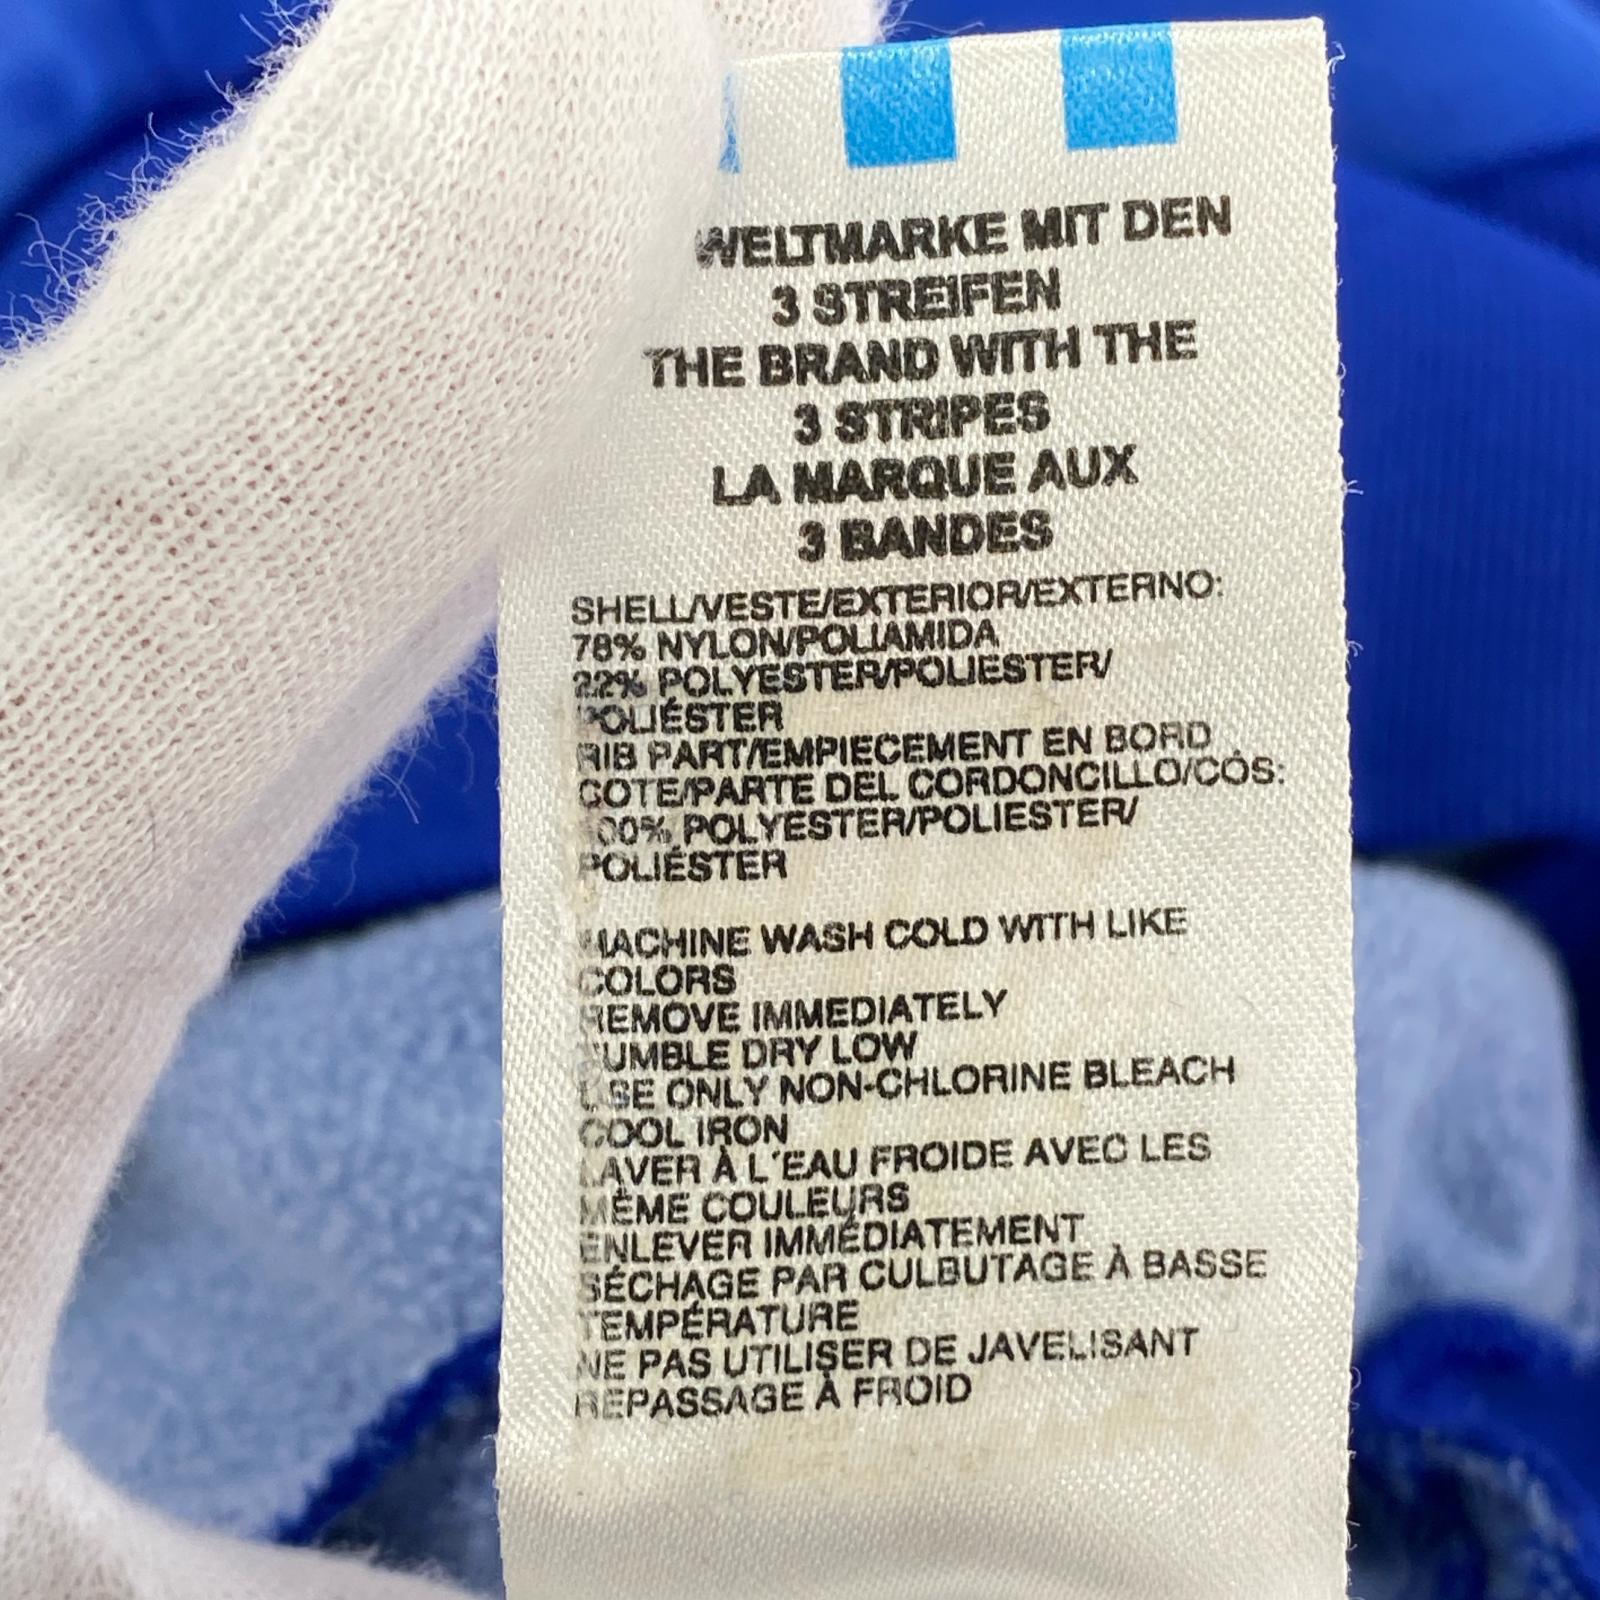 WELTMARKE MIT DEN
3 STREIFEN
THE BRAND WITH THE
3 STRIPES
LA MARQUE AUX
3 BANDES
SHELL/VESTE/EXTERIOR/EXTERNO:
78% NYLON/POLIAMIDA
22% POLYESTER/POLIESTER/
POLIÉSTER
RIB PART/EMPIECEMENT EN BORD
COTE/PARTE DEL CORDONCILLO/CÓS:
100% POLYESTER/POLIESTER/
POLIÉSTER
MACHINE WASH COLD WITH LIKE
COLORS
REMOVE IMMEDIATELY
TUMBLE DRY LOW
USE ONLY NON-CHLORINE BLEACH
COOL IRON
LAVER À L'EAU FROIDE AVEC LES
MÊME COULEURS
ENLEVER IMMÉDIATEMENT
SÉCHAGE PAR CULBUTAGE À BASSE
TEMPÉRATURE
NE PAS UTILISER DE JAVELISANT
REPASSAGE À FROID